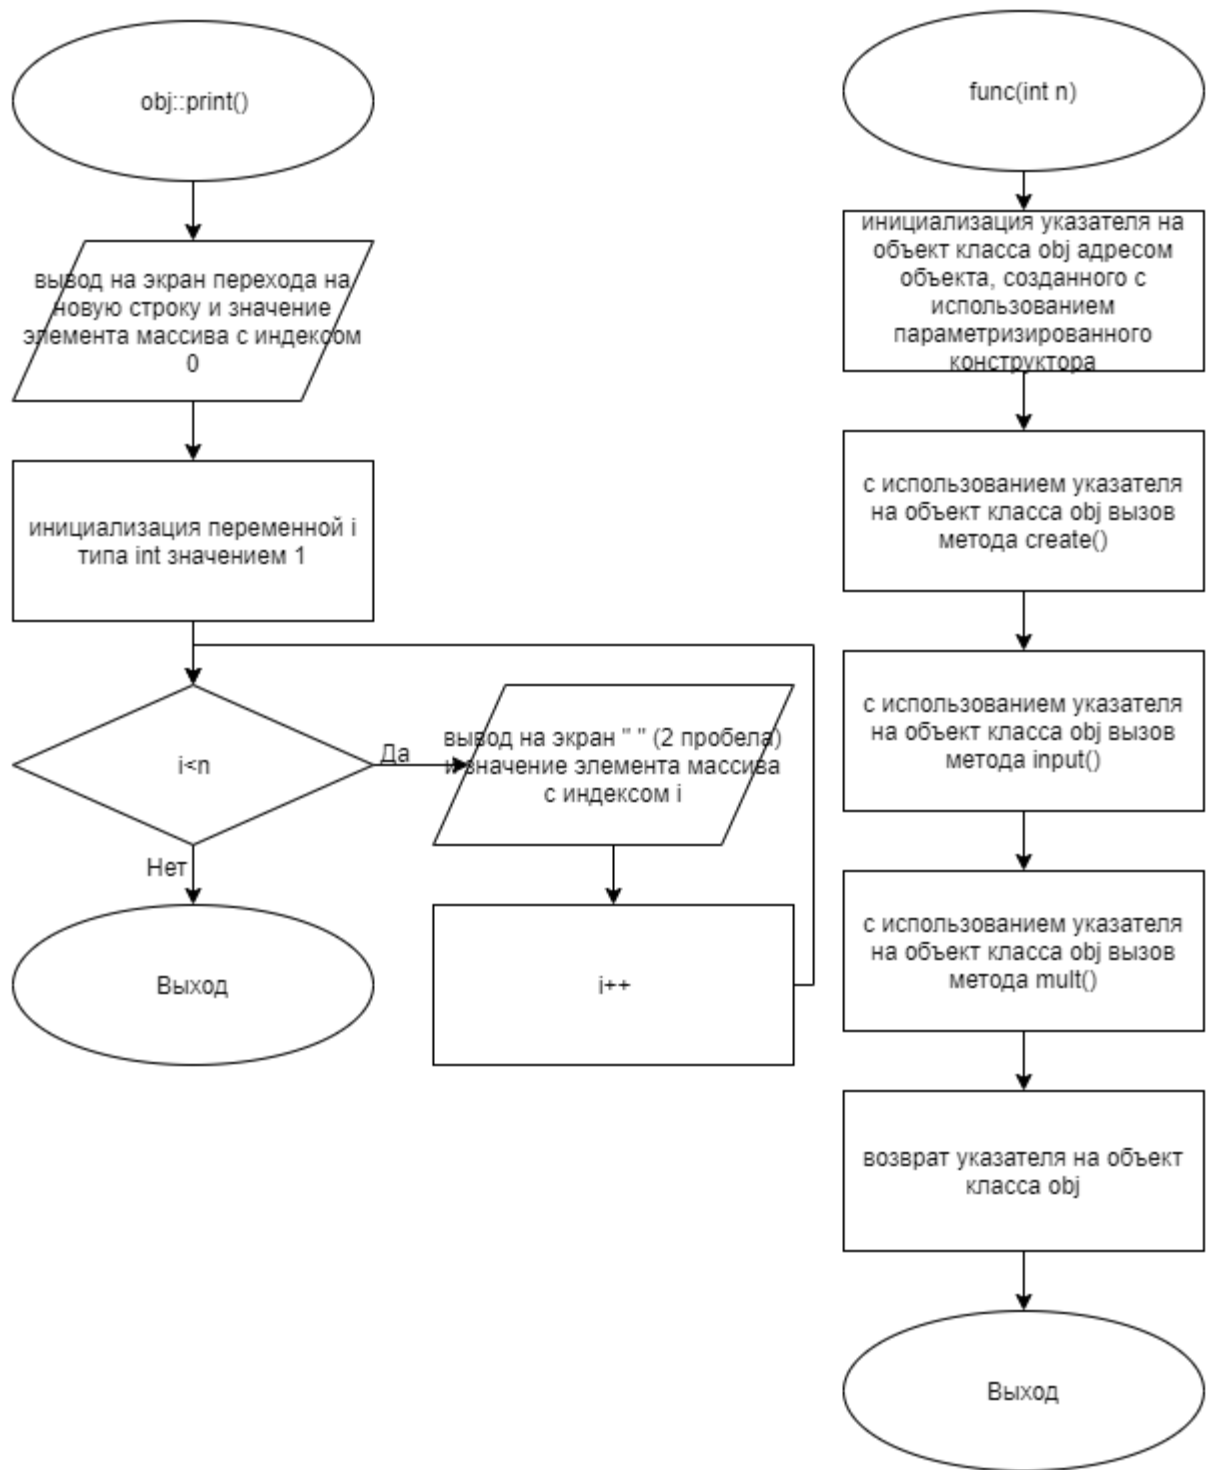 obj::print()
вывод на экран перехода на
новую строку и значение
элемента массива с индексом
0
инициализация переменной i
типа int значением 1
i<n
Да
вывод на экран " " (2 пробела)
и значение элемента массива
с индексом i
Нет
i++
Выход
func(int n)
инициализация указателя на
объект класса obj адресом
объекта, созданного с
использованием
параметризированного
конструктора
с использованием указателя
на объект класса obj вызов
метода create()
с использованием указателя
на объект класса obj вызов
метода input()
с использованием указателя
на объект класса obj вызов
метода mult()
возврат указателя на объект
класса obj
Выход